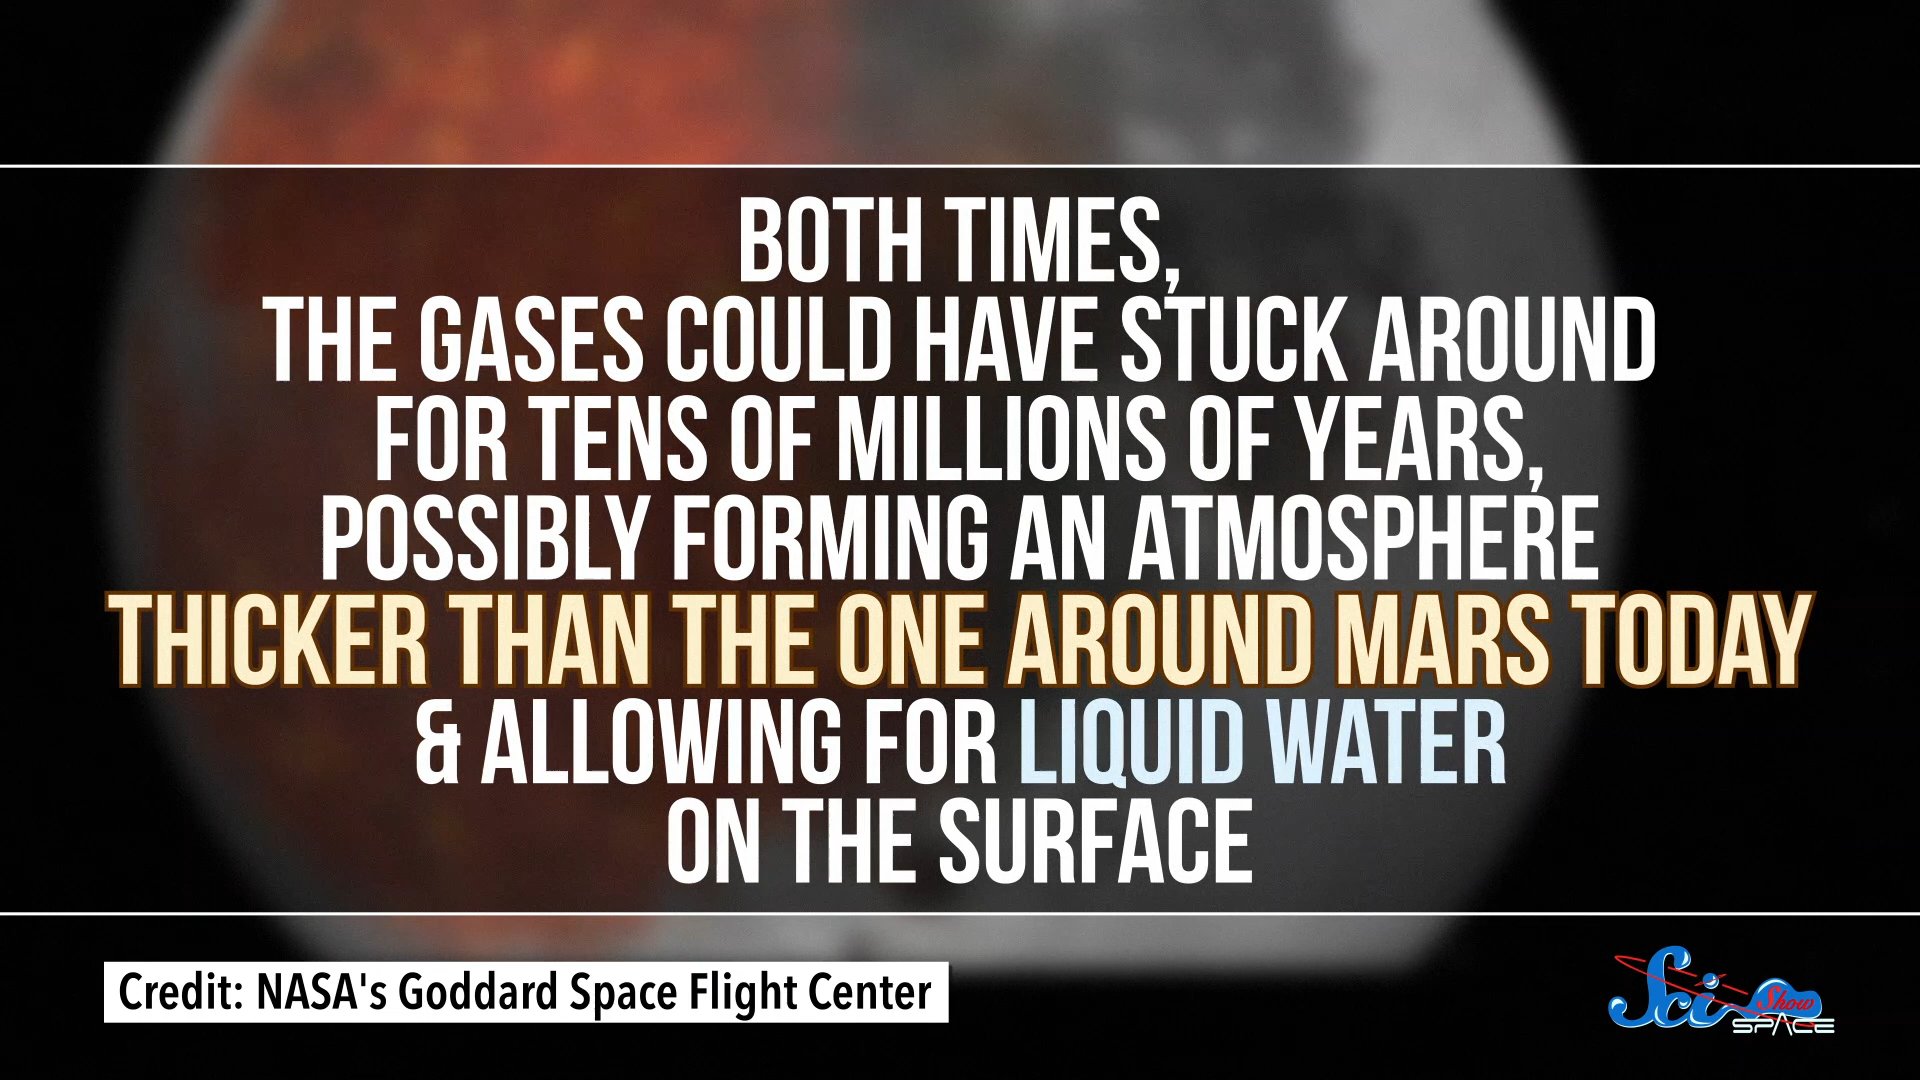 BOTH TIMES,
THE GASES COULD HAVE STUCK AROUND
FOR TENS OF MILLIONS OF YEARS,
POSSIBLY FORMING AN ATMOSPHERE
THICKER THAN THE ONE AROUND MARS TODAY
& ALLOWING FOR LIQUID WATER
ON THE SURFACE
Credit: NASA's Goddard Space Flight Center
Sci Show
SPACE